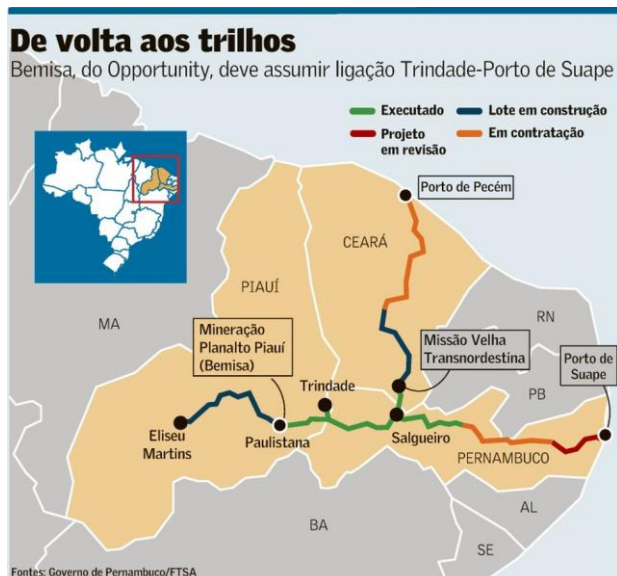 De volta aos trilhos
Bemisa, do Opportunity, deve assumir ligação Trindade-Porto de Suape
Executado
Lote em construção
Projeto
em revisão
Em contratação
Porto de Pecém
CEARÁ
PIAUÍ
MA
RN
Mineração
Planalto Piauí
(Bemisa)
Missão Velha
Transnordestina
Porto de
Suape
PB
Trindade
Eliseu
Martins
Paulistana
Salgueiro
PERNAMBUCO
AL
BA
SE
Fontes: Governo de Pernambuco/FTSA